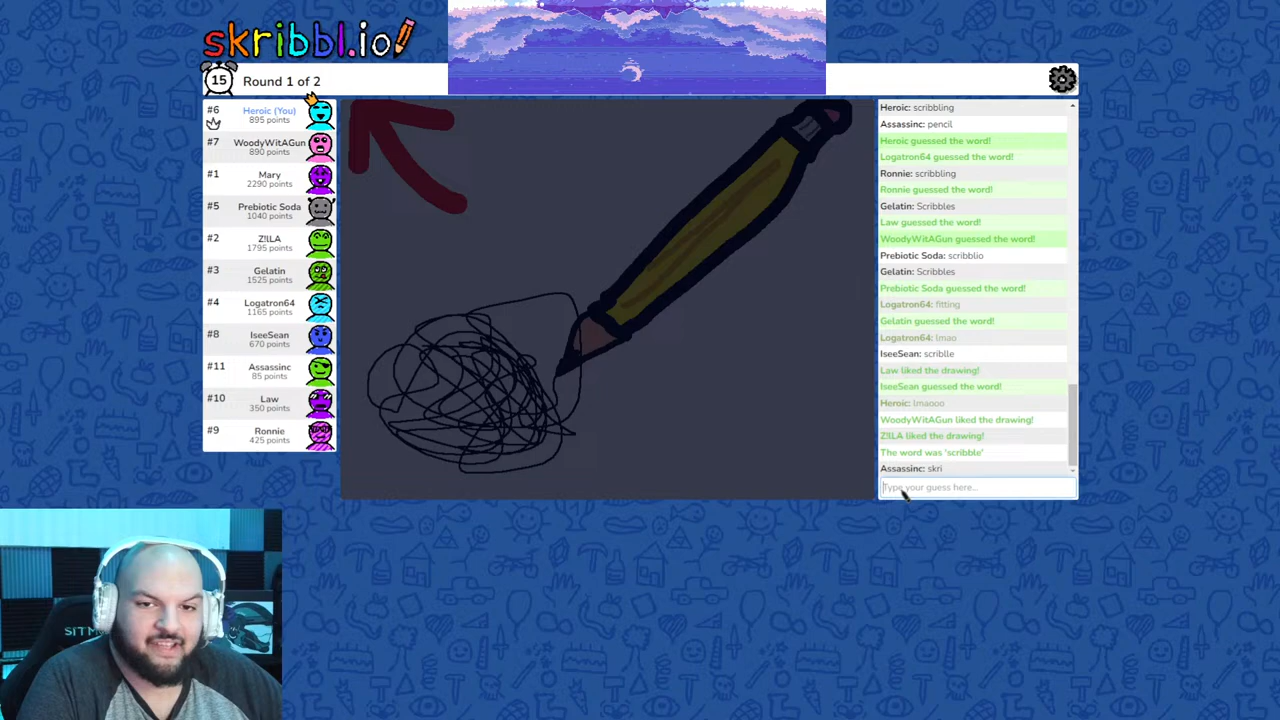 skribbl.io
15
Round 1 of 2
#6
Heroic (You)
895 points
#7
WoodyWitAGun
890 points
#1
Mary
2290 points
#5
Prebiotic Soda
1040 points
#2
Z!LA
1795 points
#3
Gelatin
1525 points
#4
Logatron64
1165 points
#8
IseeSean
670 points
#11
Assassinc
85 points
#10
Law
350 points
#9
Ronnie
425 points
Heroic: scribbling
Assassinc: pencil
Heroic guessed the word!
Logatron64 guessed the word!
Ronnie: scribbling
Ronnie guessed the word!
Gelatin: Scribbles
Law guessed the word!
WoodyWitAGun guessed the word!
Prebiotic Soda: scribblio
Gelatin: Scribbles
Prebiotic Soda guessed the word!
Logatron64: fitting
Gelatin guessed the word!
Logatron64: lmao
IseeSean: scriblle
Law liked the drawing!
IseeSean guessed the word!
Heroic: lmaooo
WoodyWitAGun liked the drawing!
Z!LA liked the drawing!
The word was 'scribble'
Assassinc: skri
Type your guess here...